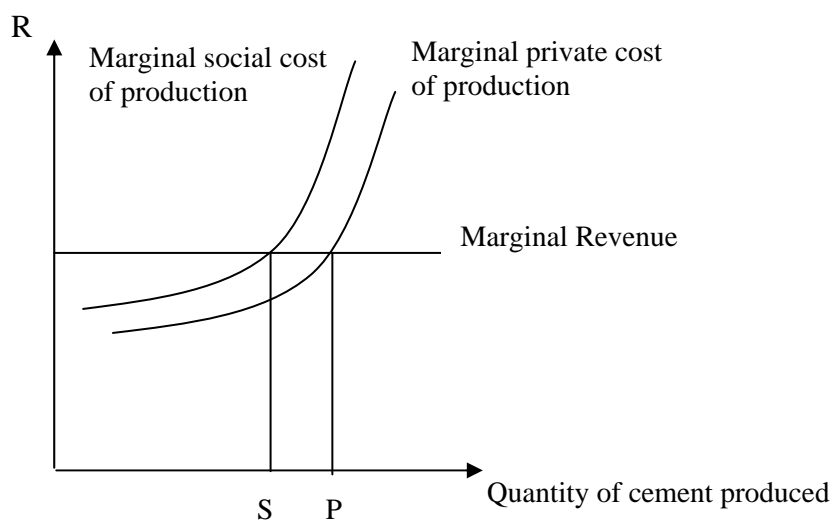 R
Marginal social cost
of production
Marginal private cost
of production
Marginal Revenue
S
P
Quantity of cement produced